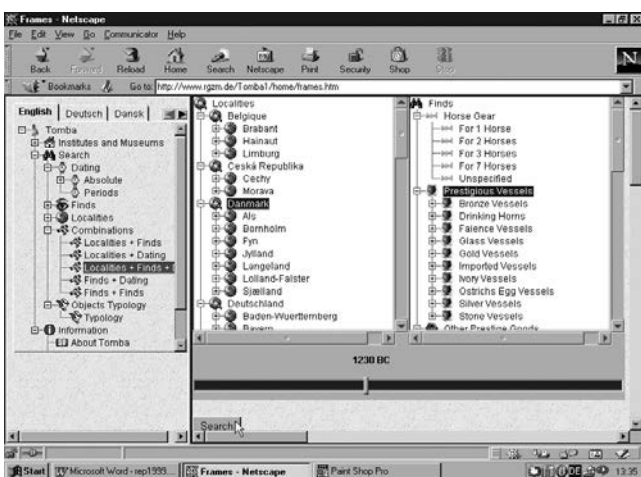 Frames - Netscape
File Edit View Go Communicator Help
Back Forward Reload Home Search Netscape Print Security Shop Stop
N
Bookmarks Go to: http://www.rgzm.de/Tomba1/home/frames.htm
English Deutsch Dansk
Tomba
Institutes and Museums
Search
Dating
Absolute
Periods
Finds
Localities
Combinations
Localities + Finds
Localities + Dating
Localities + Finds +
Finds + Dating
Finds + Finds
Objects Typology
Typology
Information
About Tomba
Localities
Belgique
Brabant
Hainaut
Limburg
Ceská Republika
Cechy
Morava
Danmark
Als
Bornholm
Fyn
Jylland
Langeland
Lolland-Falster
Sjælland
Deutschland
Baden-Wuerttemberg
Bayern
Finds
Horse Gear
For 1 Horse
For 2 Horses
For 3 Horses
For 7 Horses
Unspecified
Prestigious Vessels
Bronze Vessels
Drinking Horns
Faience Vessels
Glass Vessels
Gold Vessels
Imported Vessels
Ivory Vessels
Ostrichs Egg Vessels
Silver Vessels
Stone Vessels
Other Prestige Goods
1230 BC
Search
Start Microsoft Word - rep1999... Frames - Netscape Paint Shop Pro DE 13:35